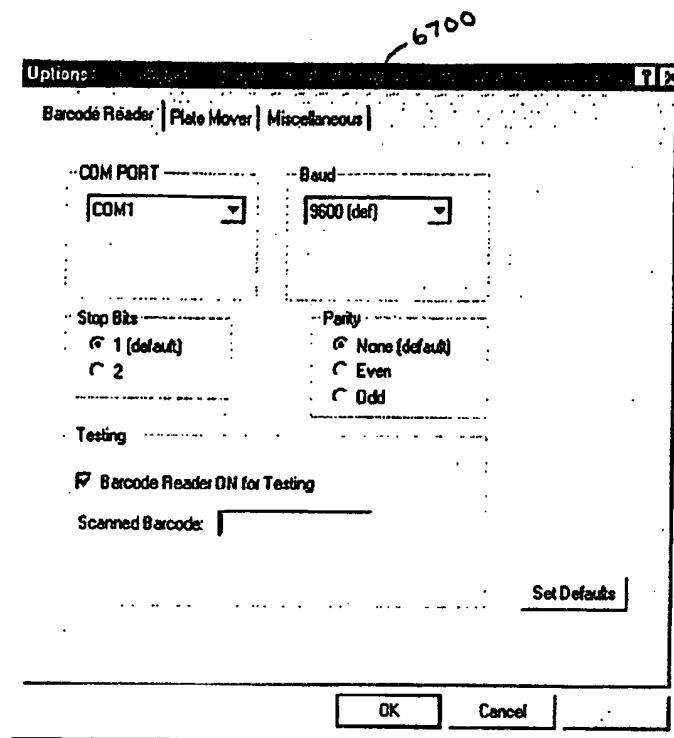 6700
Options
Barcode Reader Plate Mover Miscellaneous
COM PORT Baud
COM1 9600 (def)
Stop Bits Parity
1 (default) None (default)
2 Even
Odd
Testing
Barcode Reader ON for Testing
Scanned Barcode:
Set Defaults
OK Cancel